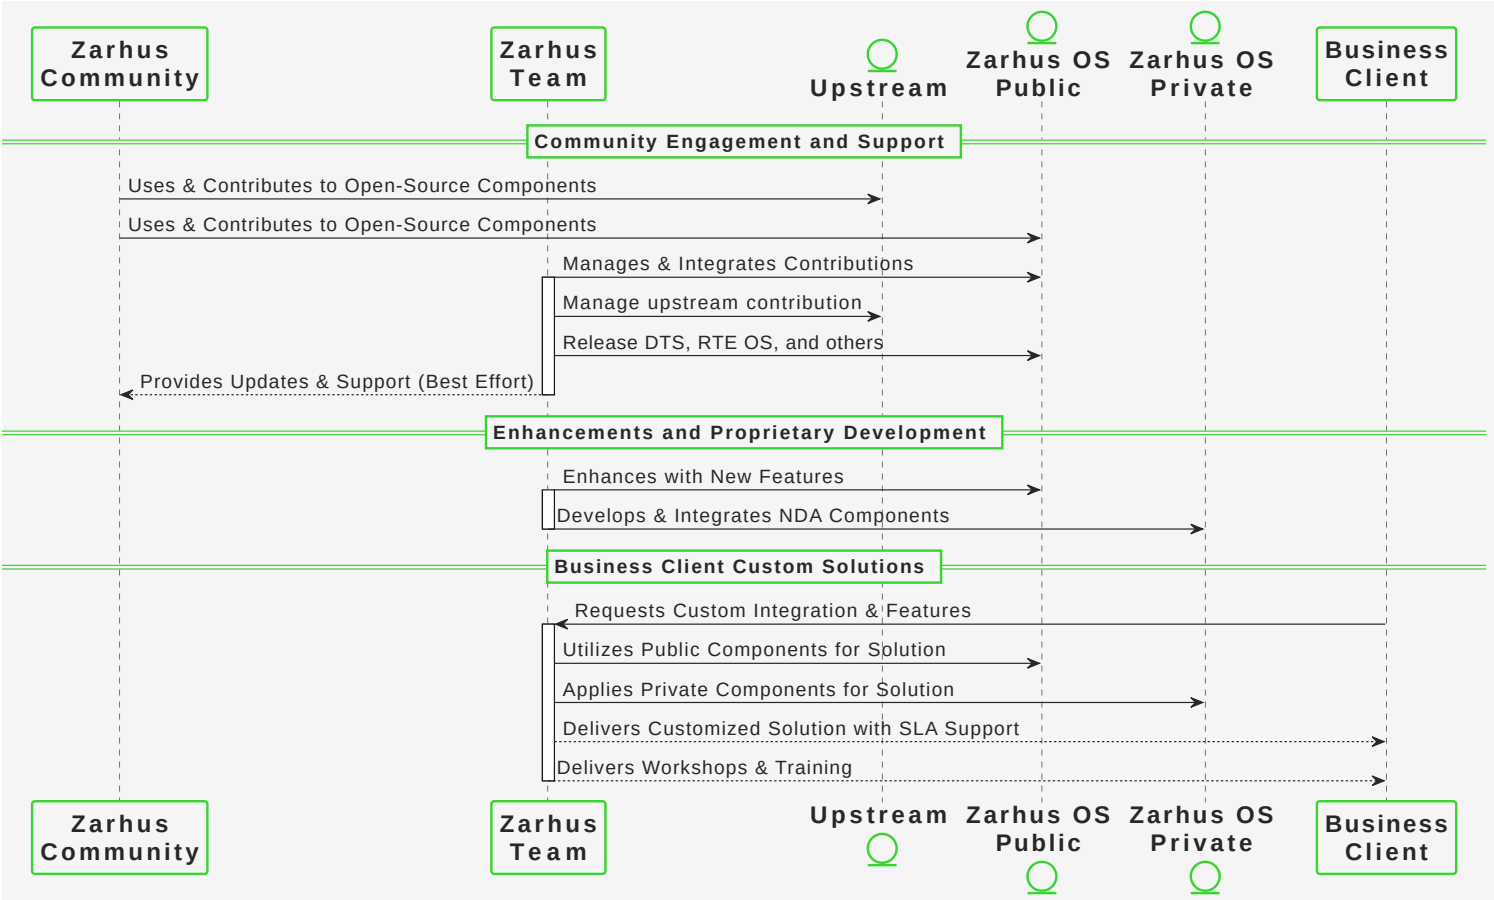 Zarhus
Community
Zarhus
Team
Upstream
Zarhus OS
Public
Zarhus OS
Private
Business
Client
Community Engagement and Support
Uses & Contributes to Open-Source Components
Uses & Contributes to Open-Source Components
Manages & Integrates Contributions
Manage upstream contribution
Release DTS, RTE OS, and others
Provides Updates & Support (Best Effort)
Enhancements and Proprietary Development
Enhances with New Features
Develops & Integrates NDA Components
Business Client Custom Solutions
Requests Custom Integration & Features
Utilizes Public Components for Solution
Applies Private Components for Solution
Delivers Customized Solution with SLA Support
Delivers Workshops & Training
Zarhus
Community
Zarhus
Team
Upstream
Zarhus OS
Public
Zarhus OS
Private
Business
Client